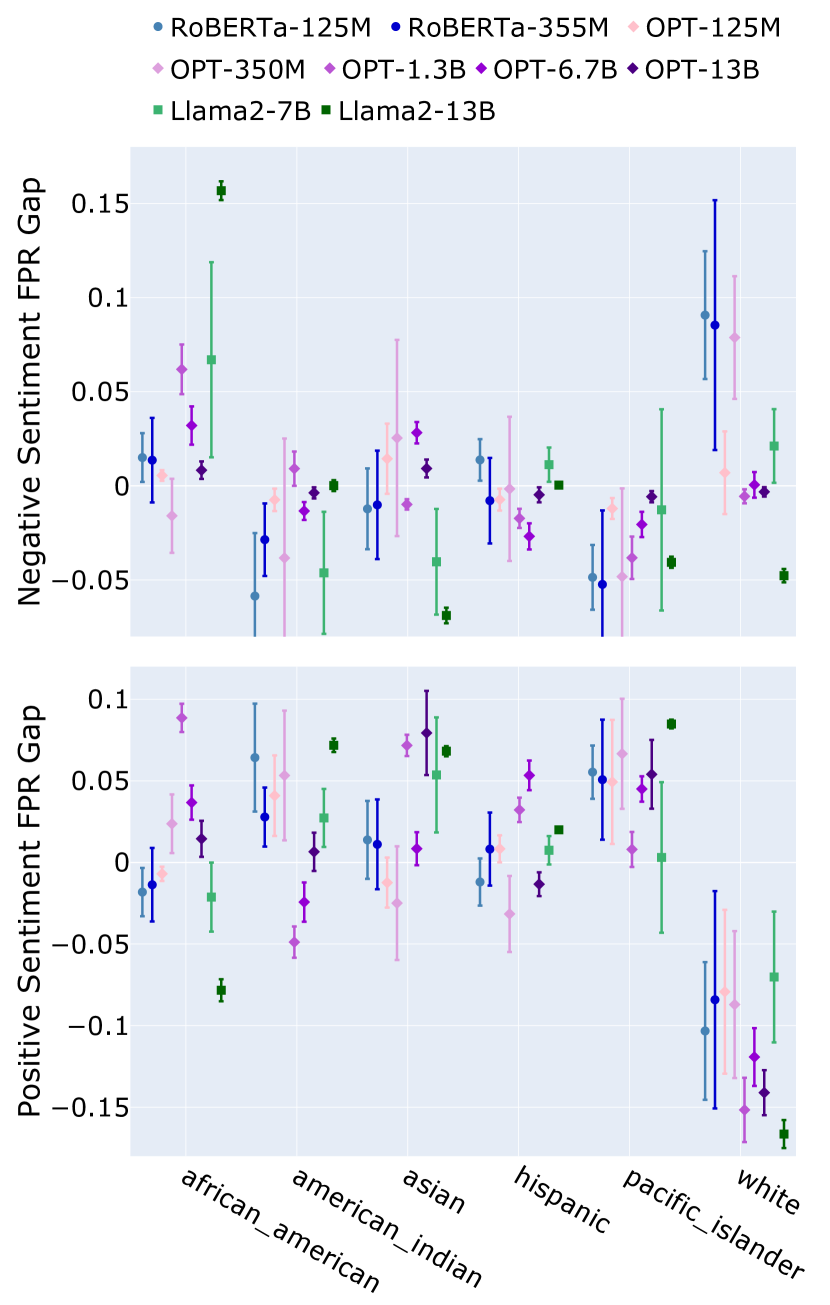 RoBERTa-125M RoBERTa-355M OPT-125M
OPT-350M OPT-1.3B OPT-6.7B OPT-13B
Llama2-7B Llama2-13B
Negative Sentiment FPR Gap
0.15
0.1
0.05
0
−0.05
Positive Sentiment FPR Gap
0.1
0.05
0
−0.05
−0.1
−0.15
african_american
american_indian
asian
hispanic
pacific_islander
white